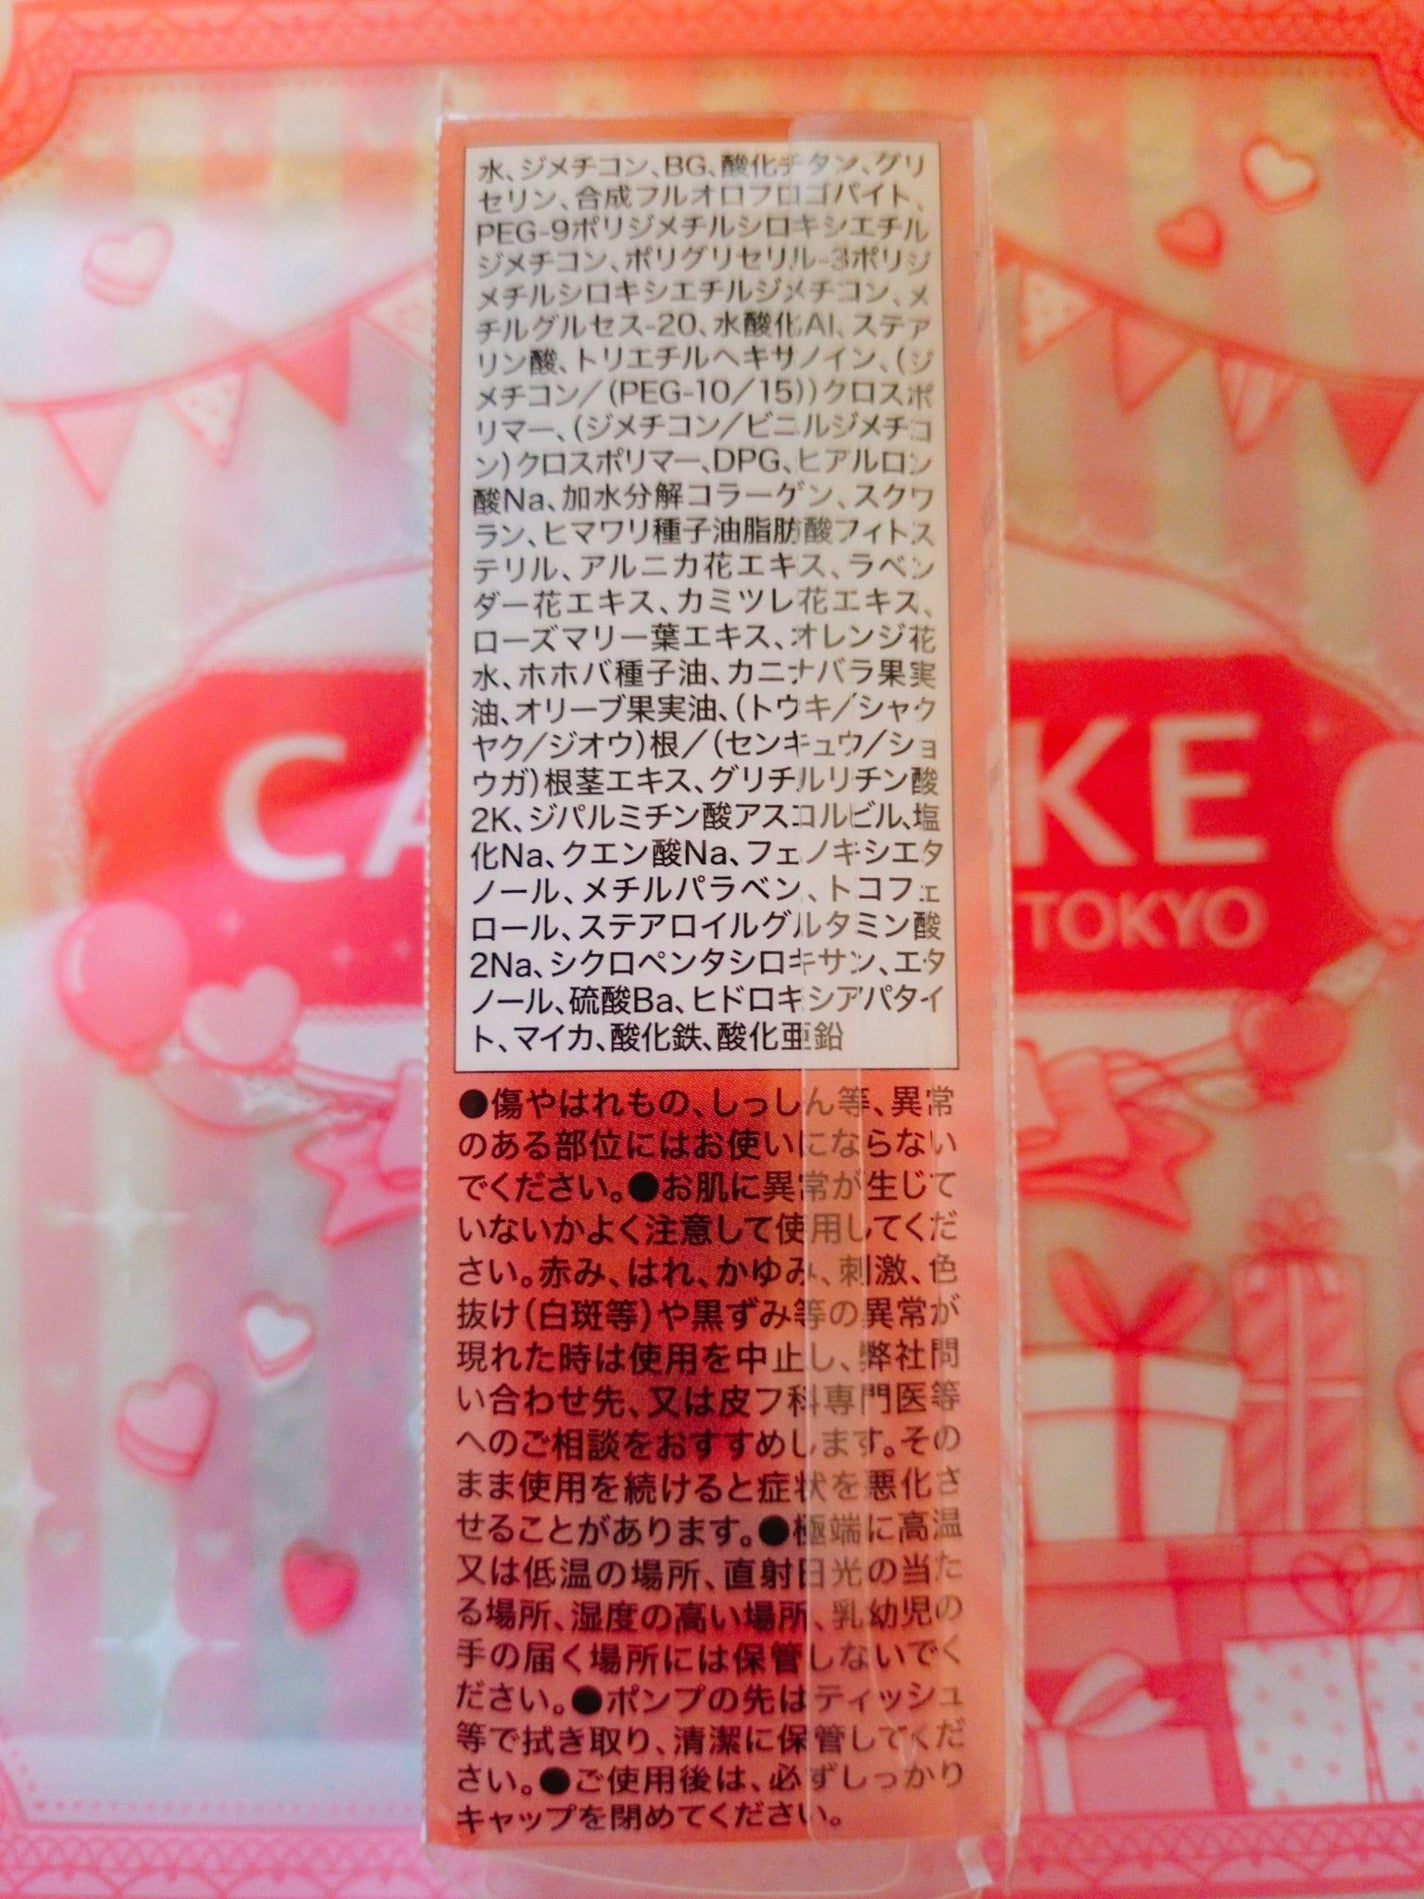 水、ジメチコン、BG、酸化チタン、グリ
セリン、合成フルオロフロゴパイト、
PEG-9ポリジメチルシロキシエチル
ジメチコン、ポリグリセリル-3ポリジ
メチルシロキシエチルジメチコン、メ
チルグルセス-20、水酸化Al、ステア
リン酸、トリエチルヘキサノイン、(ジ
メチコン/(PEG-10/15))クロスポ
リマー、(ジメチコン/ビニルジメチコ
ン)クロスポリマー、DPG、ヒアルロン
酸Na、加水分解コラーゲン、スクワ
ラン、ヒマワリ種子油脂肪酸フィトス
テリル、アルニカ花エキス、ラベン
ダー花エキス、カミツレ花エキス、
ローズマリー葉エキス、オレンジ花
水、ホホバ種子油、カニナバラ果実
油、オリーブ果実油、(トウキ/シャク
ヤク/ジオウ)根/(センキュウ/ショ
ウガ)根茎エキス、グリチルリチン酸
2K、ジパルミチン酸アスコルビル、塩
化Na、クエン酸Na、フェノキシエタ
ノール、メチルパラベン、トコフェ
ロール、ステアロイルグルタミン酸
2Na、シクロペンタシロキサン、エタ
ノール、硫酸Ba、ヒドロキシアパタイ
ト、マイカ、酸化鉄、酸化亜鉛
●傷やはれもの、しっしん等、異常
のある部位にはお使いにならない
でください。●お肌に異常が生じて
いないかよく注意して使用してくだ
さい。赤み、はれ、かゆみ、刺激、色
抜け(白斑等)や黒ずみ等の異常が
現れた時は使用を中止し、弊社問
い合わせ先、又は皮フ科専門医等
へのご相談をおすすめします。その
まま使用を続けると症状を悪化さ
せることがあります。●極端に高温
又は低温の場所、直射日光の当た
る場所、湿度の高い場所、乳幼児の
手の届く場所には保管しないでく
ださい。●ポンプの先はティッシュ
等で拭き取り、清潔に保管してくだ
さい。●ご使用後は、必ずしっかり
キャップを閉めてください。
CA
KE
TOKYO